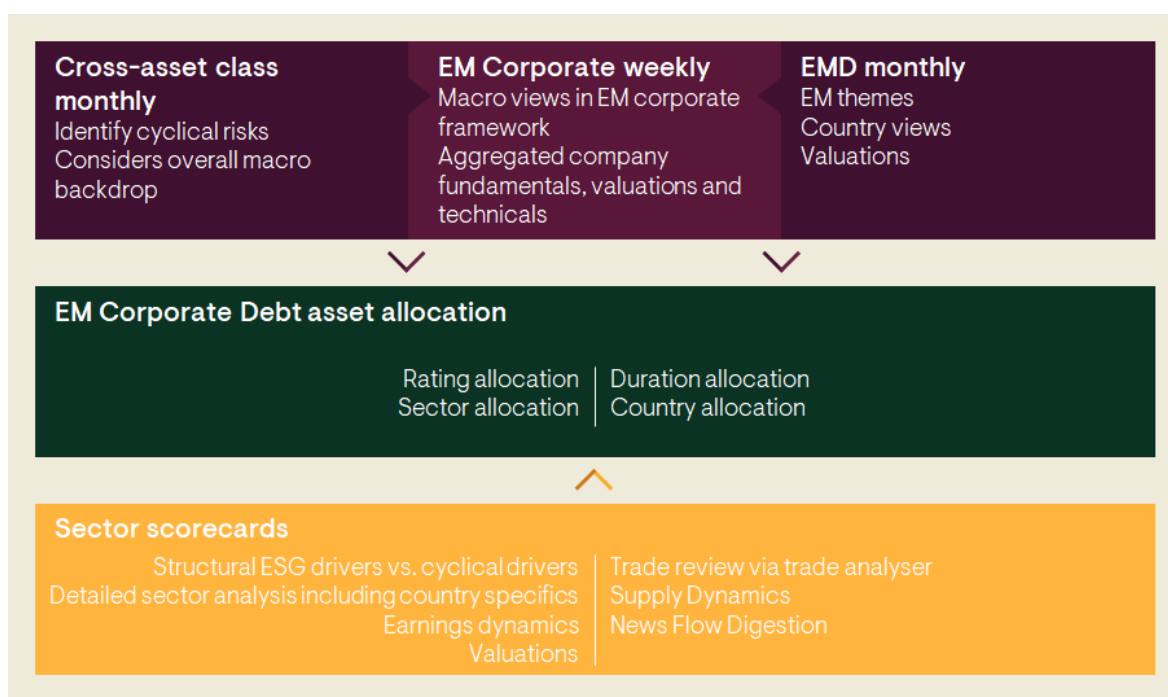 Cross-asset class
monthly
Identify cyclical risks
Considers overall macro
backdrop
EM Corporate weekly
Macro views in EM corporate
framework
Aggregated company
fundamentals, valuations and
technicals
EMD monthly
EM themes
Country views
Valuations
EM Corporate Debt asset allocation
Rating allocation
Sector allocation
Duration allocation
Country allocation
Sector scorecards
Structural ESG drivers vs. cyclical drivers
Detailed sector analysis including country specifics
Earnings dynamics
Valuations
Trade review via trade analyser
Supply Dynamics
News Flow Digestion